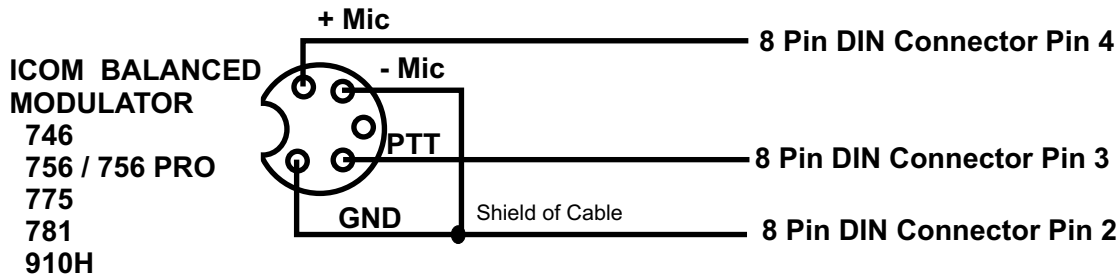 + Mic
8 Pin DIN Connector Pin 4
ICOM BALANCED
- Mic
MODULATOR
746
PTT
756 / 756 PRO
8 Pin DIN Connector Pin 3
775
GND
Shield of Cable
781
8 Pin DIN Connector Pin 2
910H